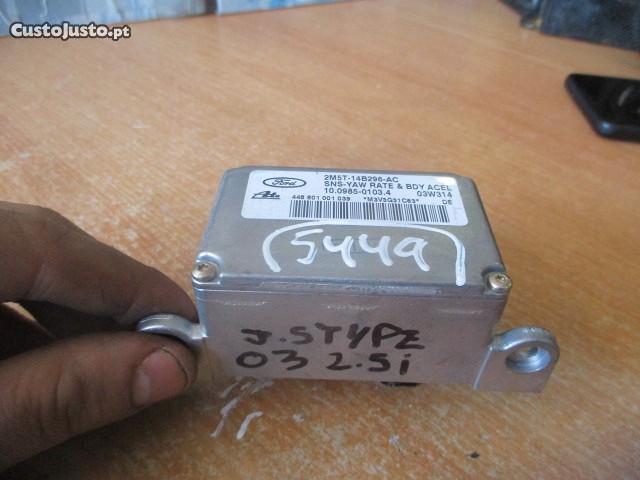 CustoJusto.pt
Ford
2M5T-14B296-AC
SNS-YAW RATE & BDY ACEL
10.0985-0103.4 03W314
Ate
448 801 001 039 *M3V5G31C63* DE
5449
J. STYPE
03 2.5i